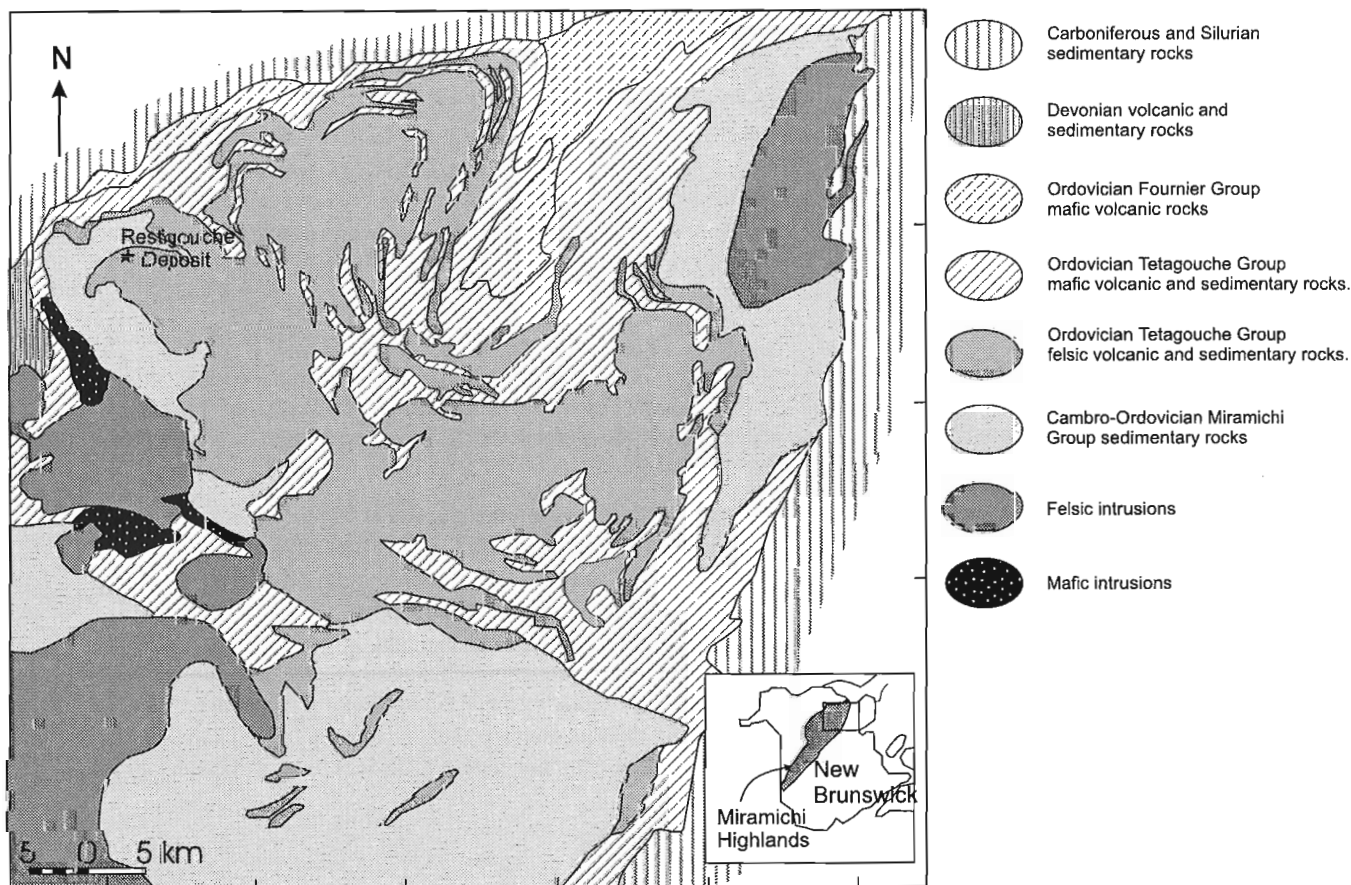 N
Restigouche
Deposit
5 0 5 km
New
Brunswick
Miramichi
Highlands
Carboniferous and Silurian
sedimentary rocks
Devonian volcanic and
sedimentary rocks
Ordovician Fournier Group
mafic volcanic rocks
Ordovician Tetagouche Group
mafic volcanic and sedimentary rocks.
Ordovician Tetagouche Group
felsic volcanic and sedimentary rocks.
Cambro-Ordovician Miramichi
Group sedimentary rocks
Felsic intrusions
Mafic intrusions